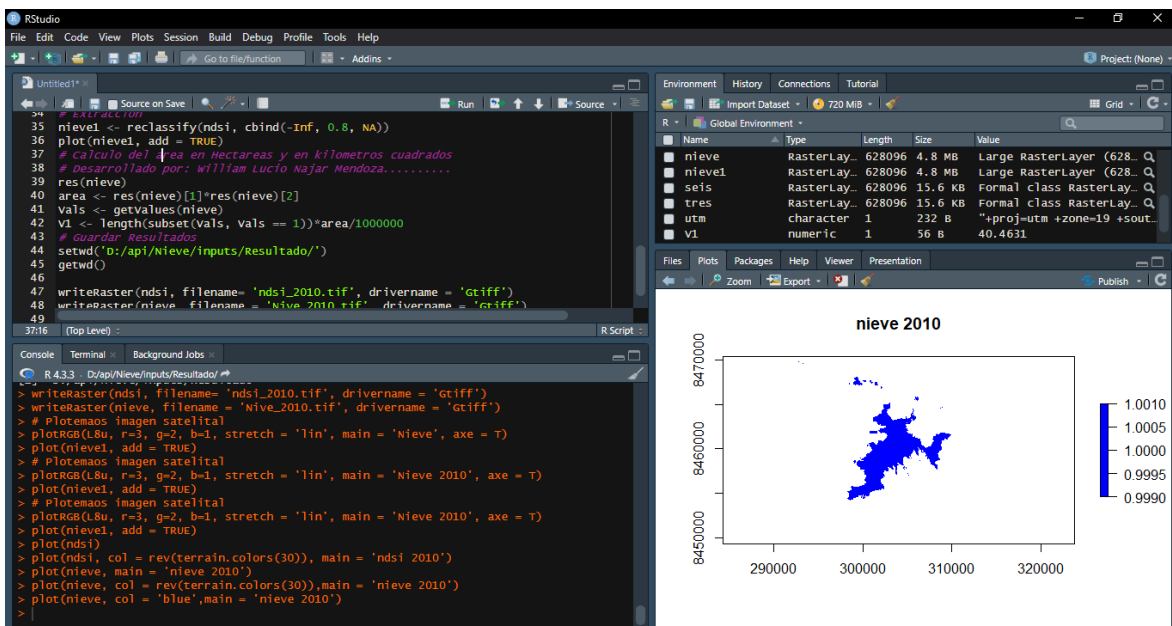 RStudio
File Edit Code View Plots Session Build Debug Profile Tools Help
Go to file/function Addins Project: (None)
Untitled1*
Source on Save Run Source
34 # Extraccion
35 nieve1 <- reclassify(ndsi, cbind(-Inf, 0.8, NA))
36 plot(nieve1, add = TRUE)
37 # Calculo del area en Hectareas y en kilometros cuadrados
38 # Desarrollado por: William Lucio Najar Mendoza..........
39 res(nieve)
40 area <- res(nieve)[1]*res(nieve)[2]
41 Vals <- getValues(nieve)
42 V1 <- length(subset(Vals, Vals == 1))*area/1000000
43 # Guardar Resultados
44 setwd('D:/api/Nieve/inputs/Resultado/')
45 getwd()
46
47 writeRaster(ndsi, filename= 'ndsi_2010.tif', drivername = 'Gtiff')
48 writeRaster(nieve, filename = 'Nive_2010.tif', drivername = 'Gtiff')
49
37:16 (Top Level) R Script
Console Terminal Background Jobs
R 4.3.3 · D:/api/Nieve/inputs/Resultado/
> writeRaster(ndsi, filename= 'ndsi_2010.tif', drivername = 'Gtiff')
> writeRaster(nieve, filename = 'Nive_2010.tif', drivername = 'Gtiff')
> # Plotemaos imagen satelital
> plotRGB(L8u, r=3, g=2, b=1, stretch = 'lin', main = 'Nieve', axe = T)
> plot(nieve1, add = TRUE)
> # Plotemaos imagen satelital
> plotRGB(L8u, r=3, g=2, b=1, stretch = 'lin', main = 'Nieve 2010', axe = T)
> plot(nieve1, add = TRUE)
> # Plotemaos imagen satelital
> plotRGB(L8u, r=3, g=2, b=1, stretch = 'lin', main = 'Nieve 2010', axe = T)
> plot(nieve1, add = TRUE)
> plot(ndsi)
> plot(ndsi, col = rev(terrain.colors(30)), main = 'ndsi 2010')
> plot(nieve, main = 'nieve 2010')
> plot(nieve, col = rev(terrain.colors(30)),main = 'nieve 2010')
> plot(nieve, col = 'blue',main = 'nieve 2010')
>
Environment History Connections Tutorial
Import Dataset 720 MiB Grid
R Global Environment
Name Type Length Size Value
nieve RasterLay… 628096 4.8 MB Large RasterLayer (628…
nieve1 RasterLay… 628096 4.8 MB Large RasterLayer (628…
seis RasterLay… 628096 15.6 KB Formal class RasterLay…
tres RasterLay… 628096 15.6 KB Formal class RasterLay…
utm character 1 232 B "+proj=utm +zone=19 +sout…
V1 numeric 1 56 B 40.4631
Files Plots Packages Help Viewer Presentation
Zoom Export Publish
nieve 2010
8470000
8460000
8450000
290000 300000 310000 320000
1.0010
1.0005
1.0000
0.9995
0.9990